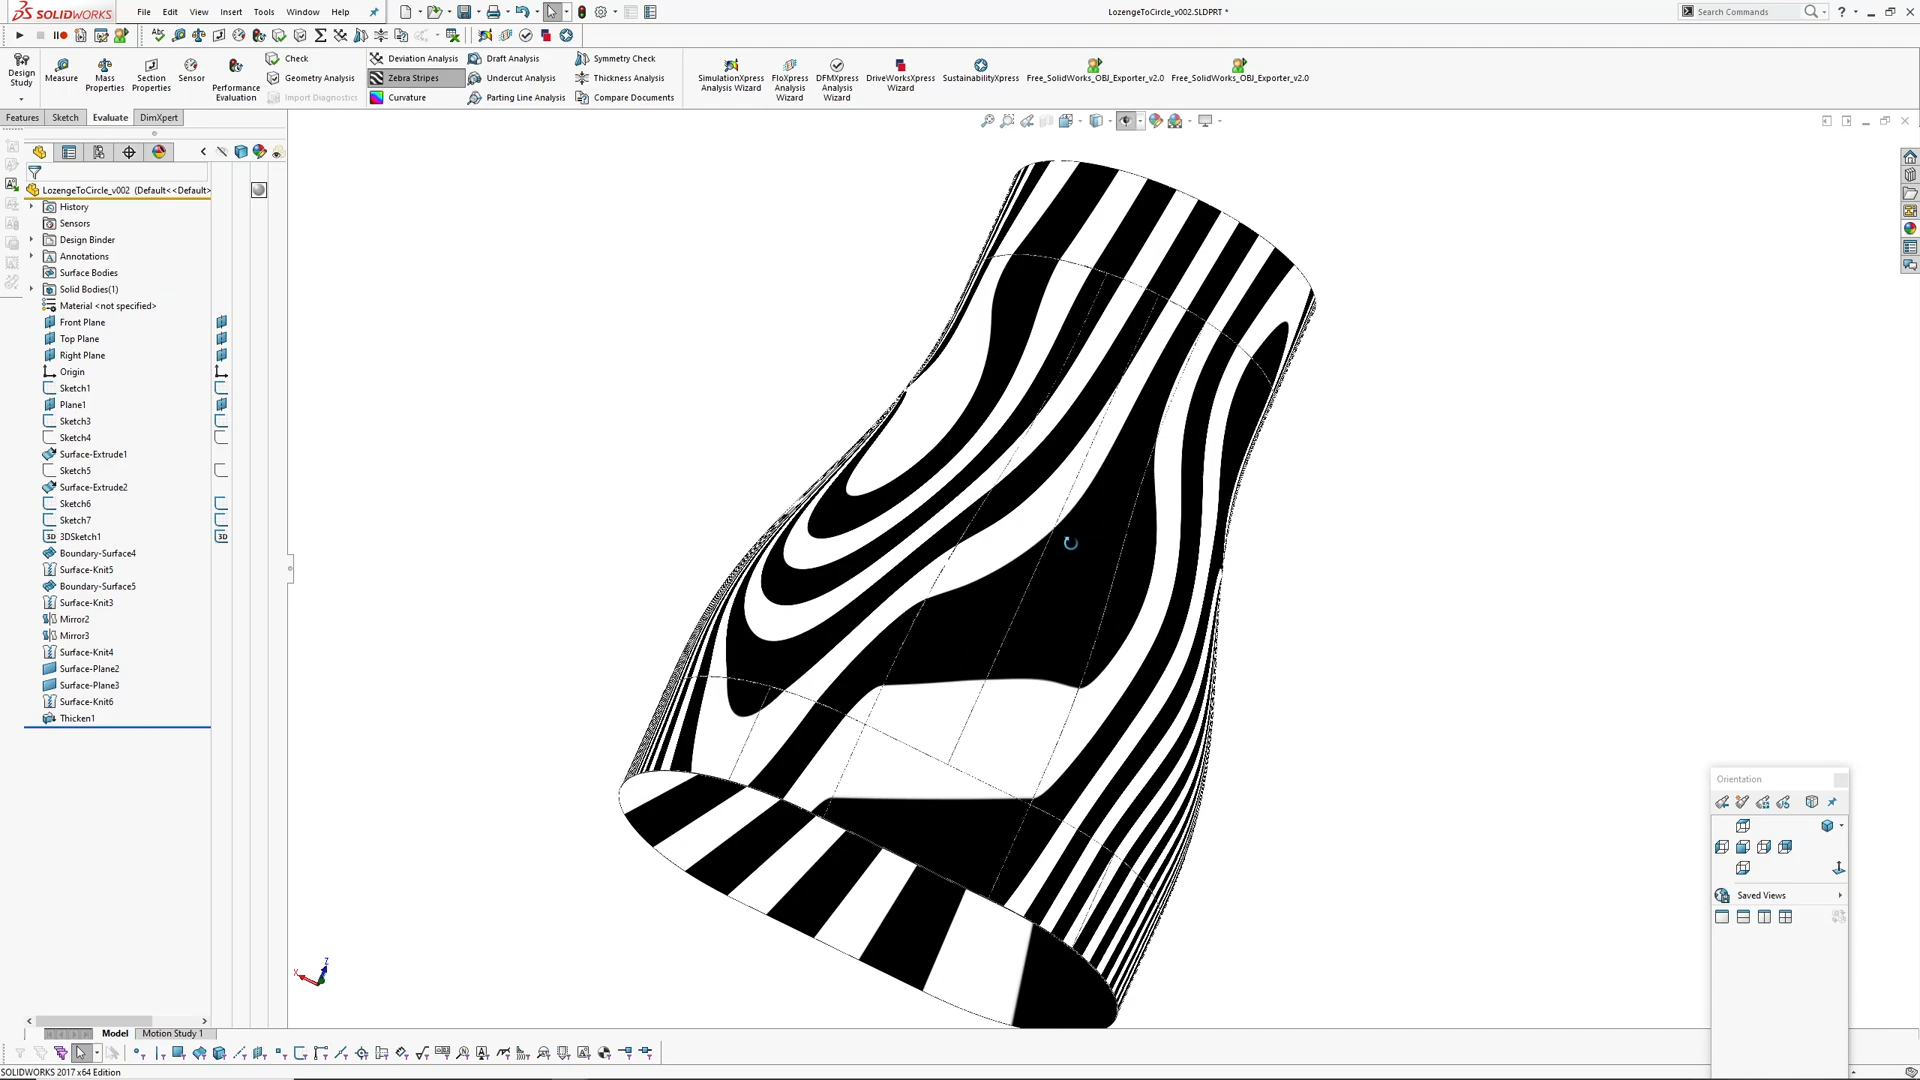 SOLIDWORKS File Edit View Insert Tools Window Help LozengeToCircle_v002.SLDPRT * Search Commands
Design Study
Measure
Mass Properties
Section Properties
Sensor
Performance Evaluation
Check
Geometry Analysis
Import Diagnostics
Deviation Analysis
Zebra Stripes
Curvature
Draft Analysis
Undercut Analysis
Parting Line Analysis
Symmetry Check
Thickness Analysis
Compare Documents
SimulationXpress Analysis Wizard
FloXpress Analysis Wizard
DFMXpress Analysis Wizard
DriveWorksXpress Wizard
SustainabilityXpress
Free_SolidWorks_OBJ_Exporter_v2.0
Free_SolidWorks_OBJ_Exporter_v2.0
Features Sketch Evaluate DimXpert
LozengeToCircle_v002 (Default<<Default>
History
Sensors
Design Binder
Annotations
Surface Bodies
Solid Bodies(1)
Material <not specified>
Front Plane
Top Plane
Right Plane
Origin
Sketch1
Plane1
Sketch3
Sketch4
Surface-Extrude1
Sketch5
Surface-Extrude2
Sketch6
Sketch7
3D 3DSketch1 3D
Boundary-Surface4
Surface-Knit5
Boundary-Surface5
Surface-Knit3
Mirror2
Mirror3
Surface-Knit4
Surface-Plane2
Surface-Plane3
Surface-Knit6
Thicken1
Orientation
Saved Views
Z
X
Model Motion Study 1
SOLIDWORKS 2017 x64 Edition